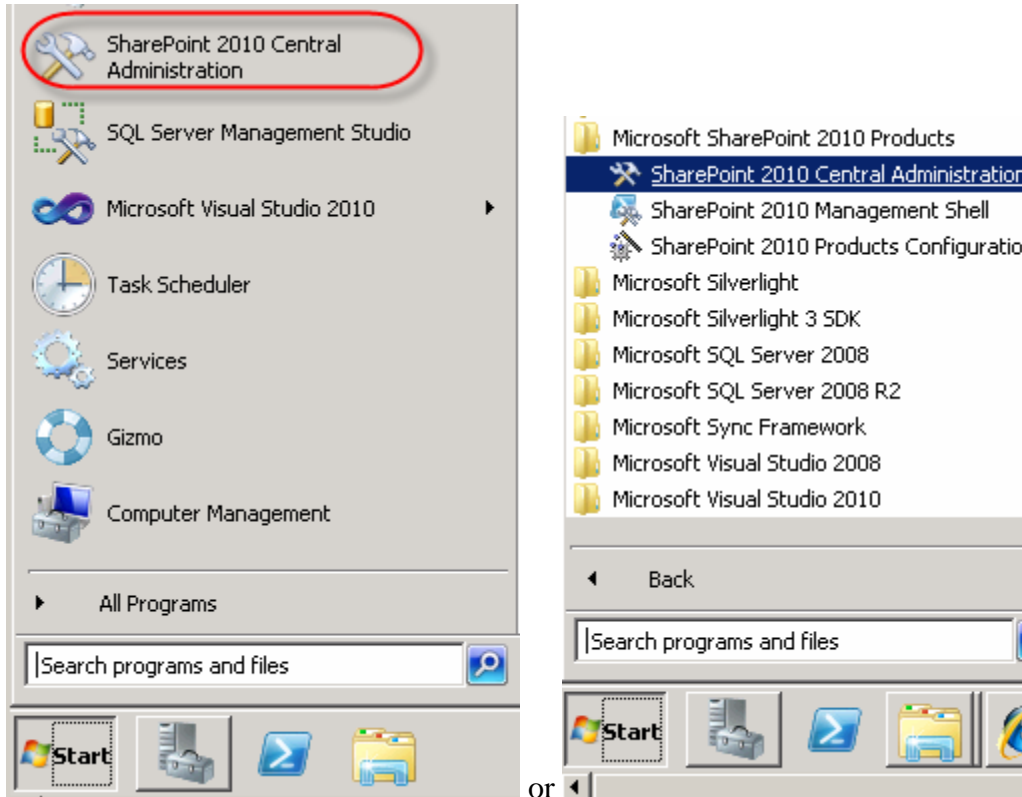 SharePoint 2010 Central
Administration
SQL Server Management Studio
Microsoft Visual Studio 2010
Task Scheduler
Services
Gizmo
Computer Management
All Programs
Search programs and files
Start
or
Microsoft SharePoint 2010 Products
SharePoint 2010 Central Administration
SharePoint 2010 Management Shell
SharePoint 2010 Products Configuratio
Microsoft Silverlight
Microsoft Silverlight 3 SDK
Microsoft SQL Server 2008
Microsoft SQL Server 2008 R2
Microsoft Sync Framework
Microsoft Visual Studio 2008
Microsoft Visual Studio 2010
Back
Search programs and files
Start